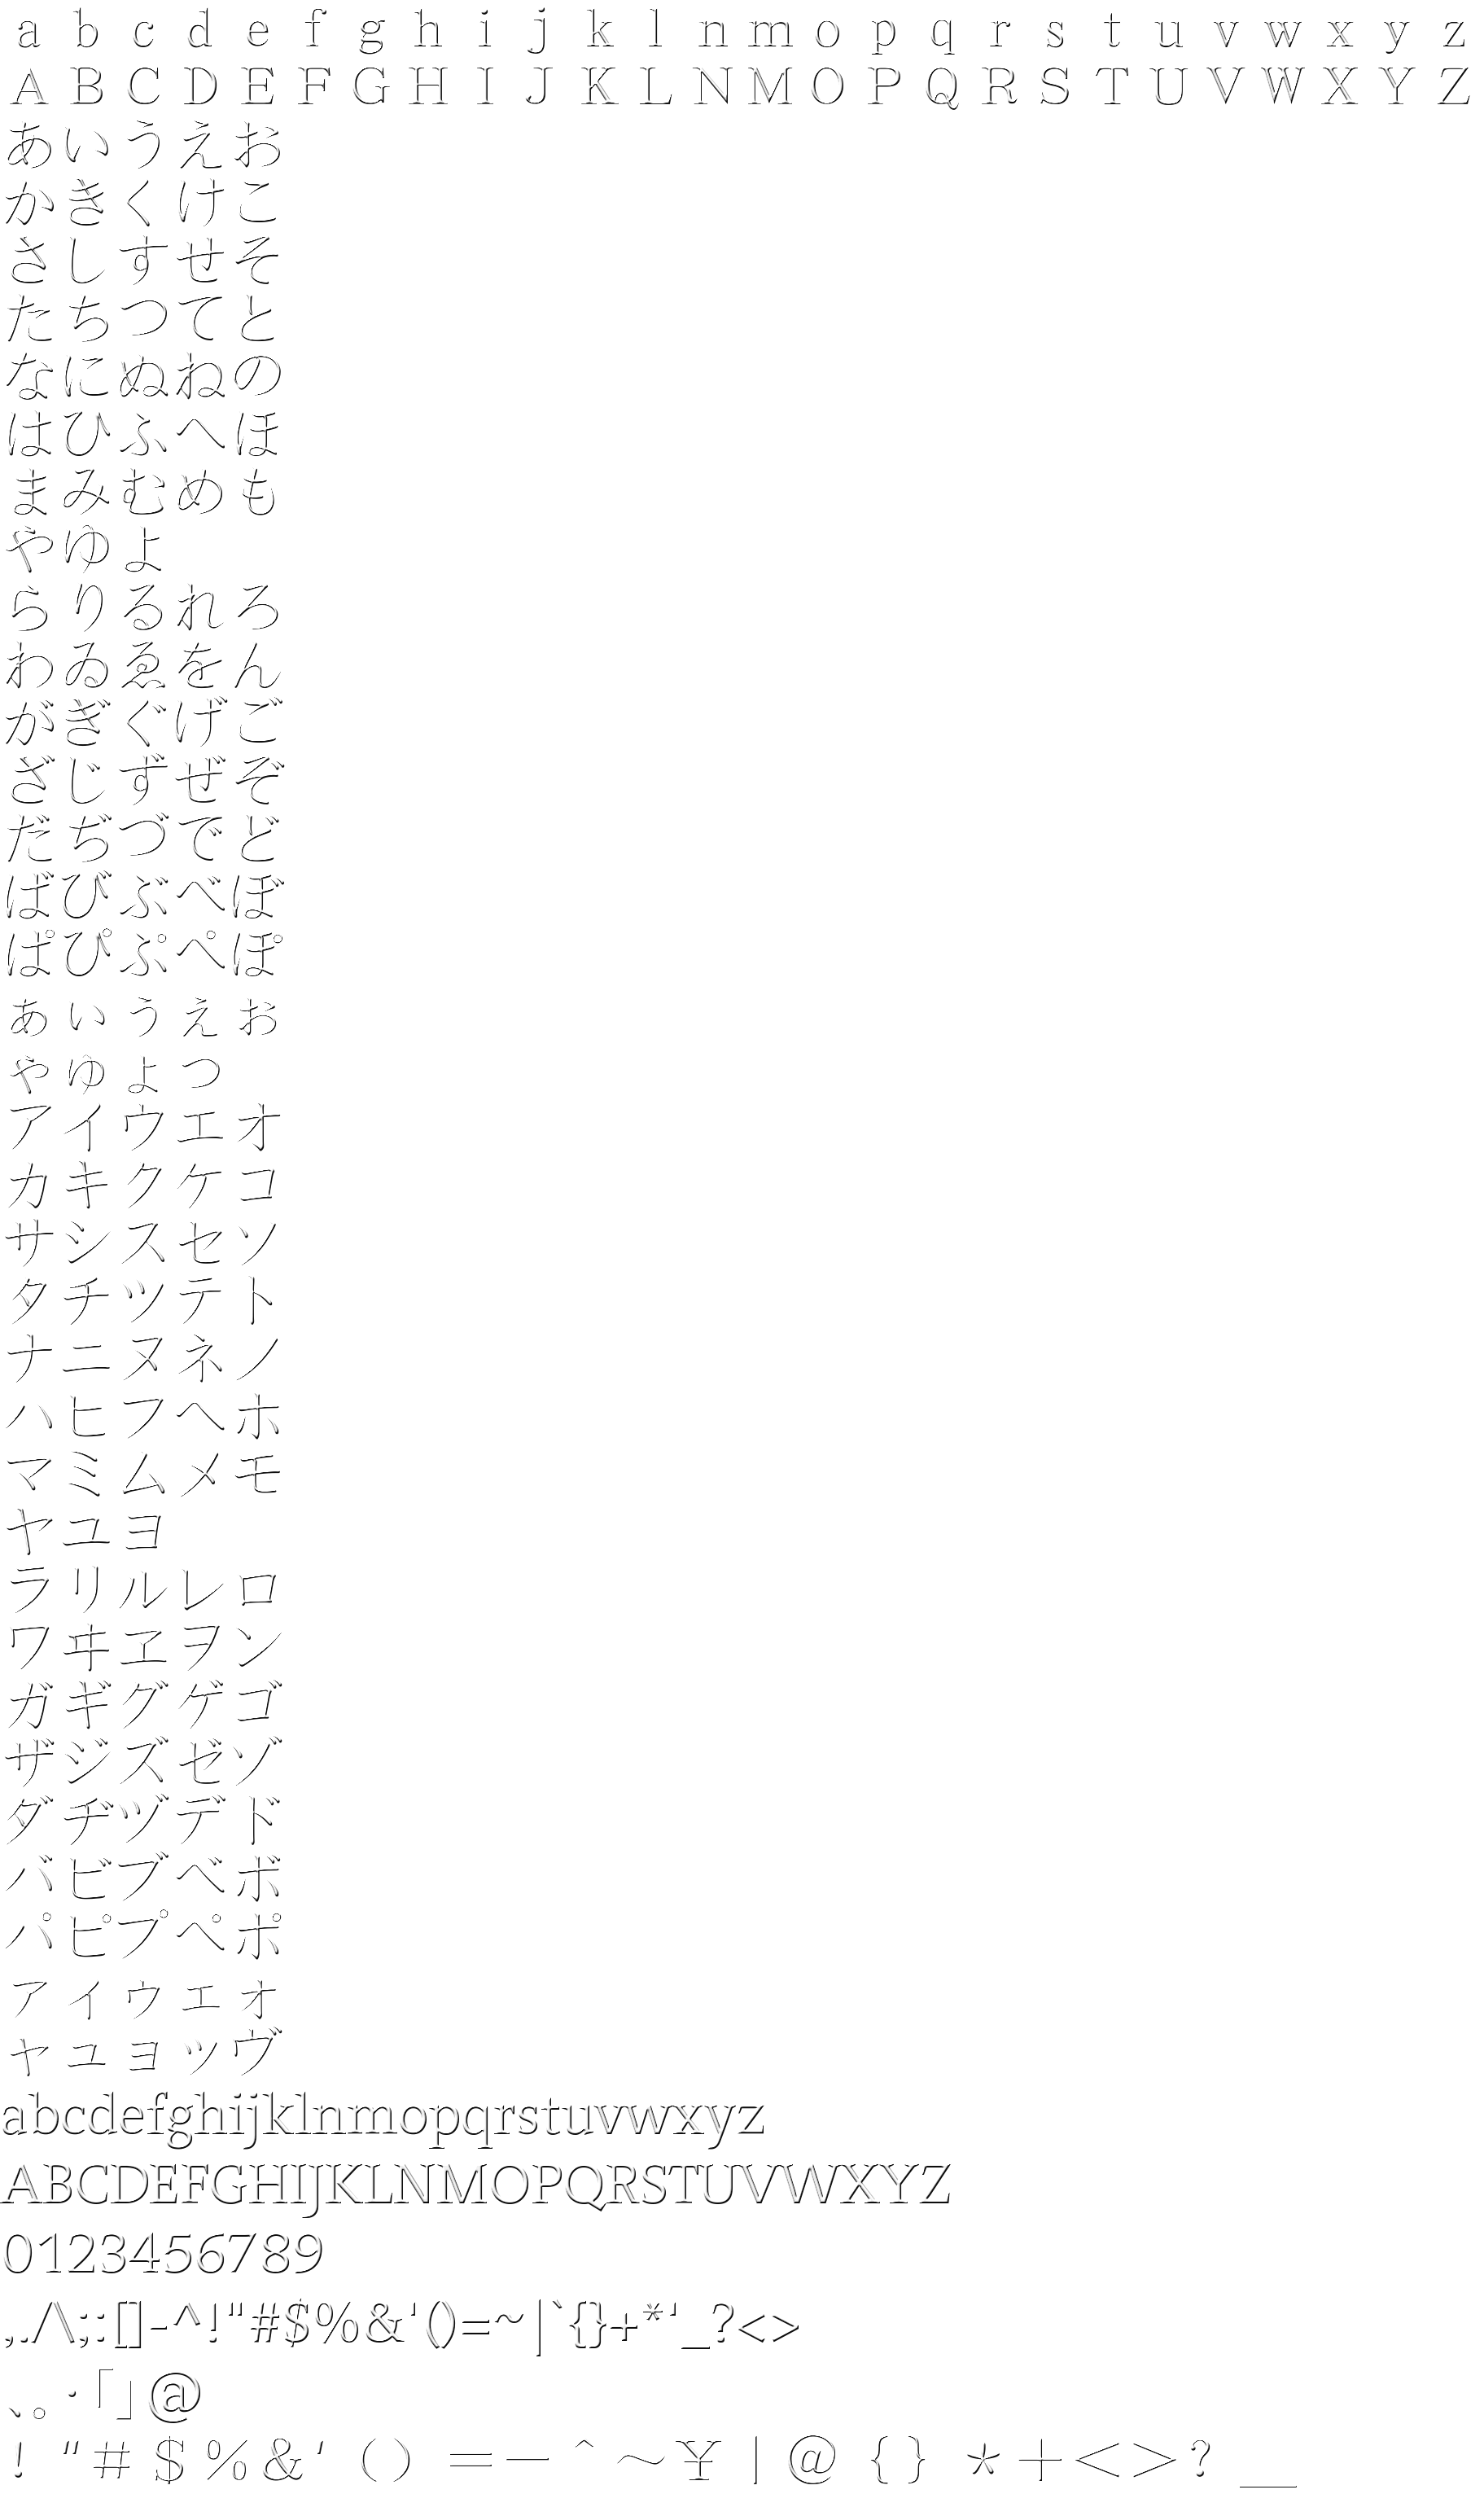 ａｂｃｄｅｆｇｈｉｊｋｌｎｍｏｐｑｒｓｔｕｖｗｘｙｚ
ＡＢＣＤＥＦＧＨＩＪＫＬＮＭＯＰＱＲＳＴＵＶＷＸＹＺ
あいうえお
かきくけこ
さしすせそ
たちつてと
なにぬねの
はひふへほ
まみむめも
やゆよ
らりるれろ
わゐゑをん
がぎぐげご
ざじずぜぞ
だぢづでど
ばびぶべぼ
ぱぴぷぺぽ
ぁぃぅぇぉ
ゃゅょっ
アイウエオ
カキクケコ
サシスセソ
タチツテト
ナニヌネノ
ハヒフヘホ
マミムメモ
ヤユヨ
ラリルレロ
ワヰヱヲン
ガギグゲゴ
ザジズゼゾ
ダヂヅデド
バビブベボ
パピプペポ
ァィゥェォ
ャュョッヴ
abcdefghijklnmopqrstuvwxyz
ABCDEFGHIJKLNMOPQRSTUVWXYZ
0123456789
,./\;:[]-^!"#$%&'()=~|`{}+*'_?<>
、。・「」@
！＂＃＄％＆＇（）＝－＾～￥｜＠｛｝＊＋＜＞？＿